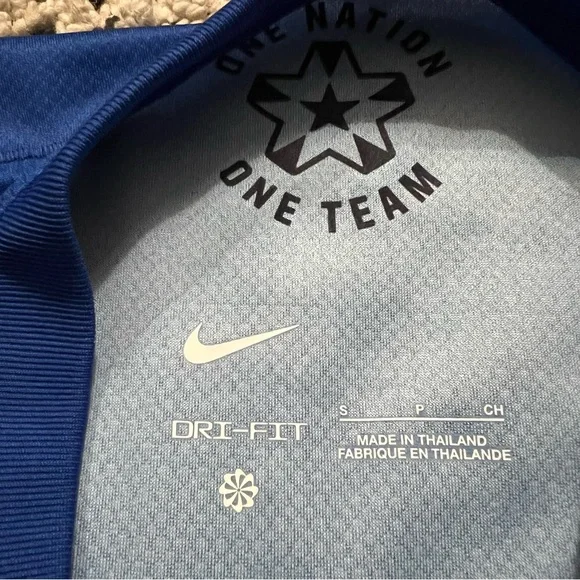 ONE NATION
ONE TEAM
DRI-FIT
S P CH
MADE IN THAILAND
FABRIQUE EN THAILANDE